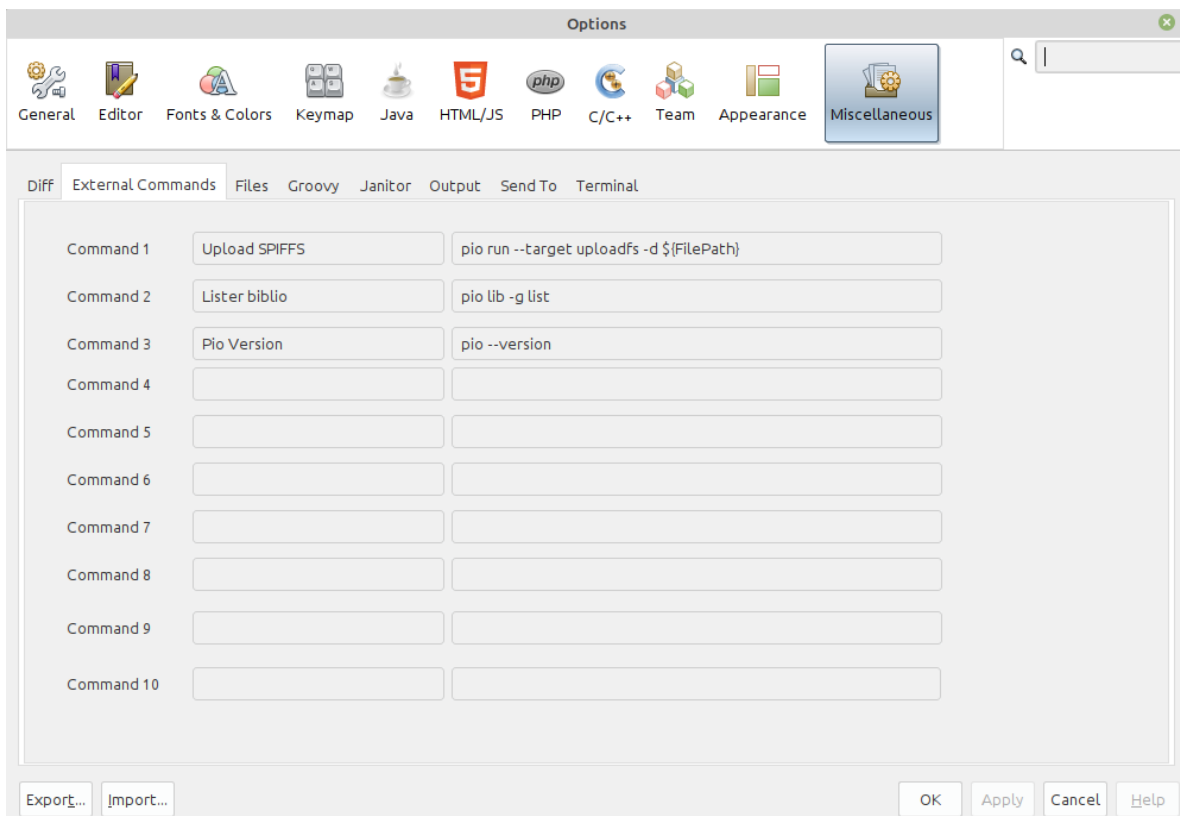 Options
General Editor Fonts & Colors Keymap Java HTML/JS PHP C/C++ Team Appearance Miscellaneous
Diff External Commands Files Groovy Janitor Output Send To Terminal
Command 1 Upload SPIFFS pio run --target uploadfs -d ${FilePath}
Command 2 Lister biblio pio lib -g list
Command 3 Pio Version pio --version
Command 4
Command 5
Command 6
Command 7
Command 8
Command 9
Command 10
Export... Import... OK Apply Cancel Help